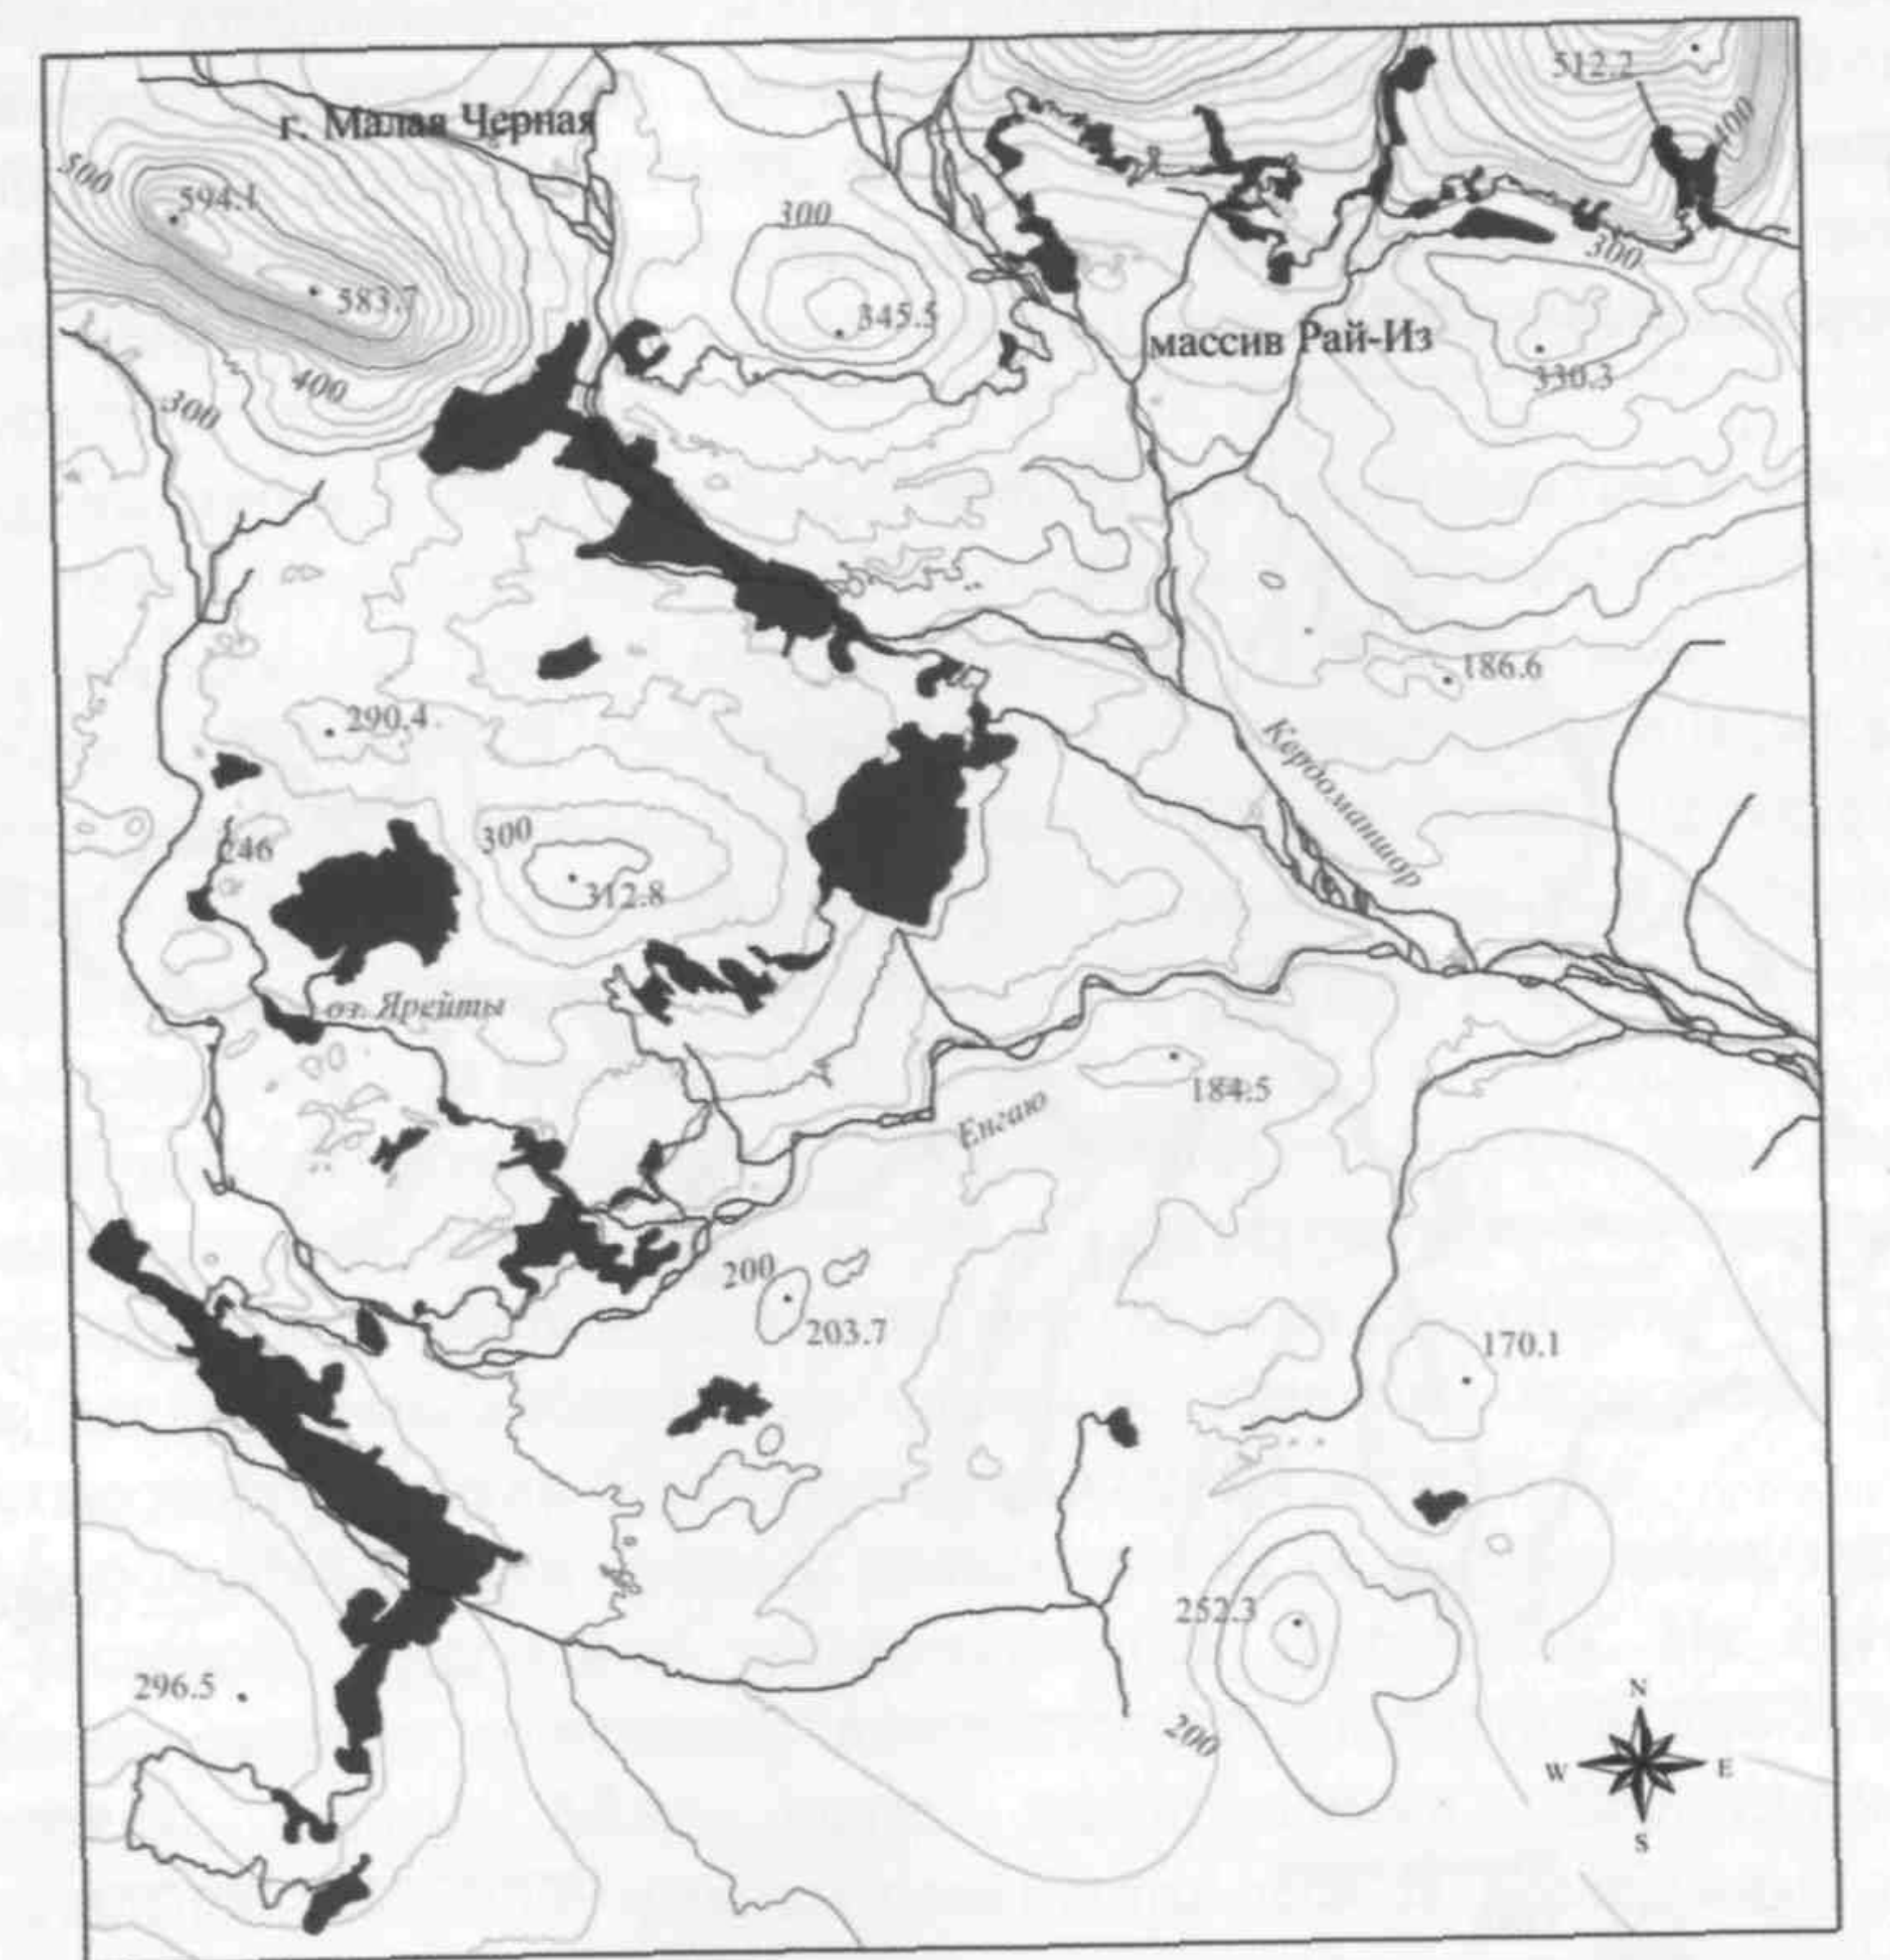 512.2
г. Малая Черная
400
500
594.1
300
300
583.7
345.5
массив Рай-Из
330.3
400
300
186.6
290.4
Кердоманшор
300
246
312.8
оз. Ярейты
184.5
Енгаю
200
203.7
170.1
252.3
296.5
200
N
W
E
S